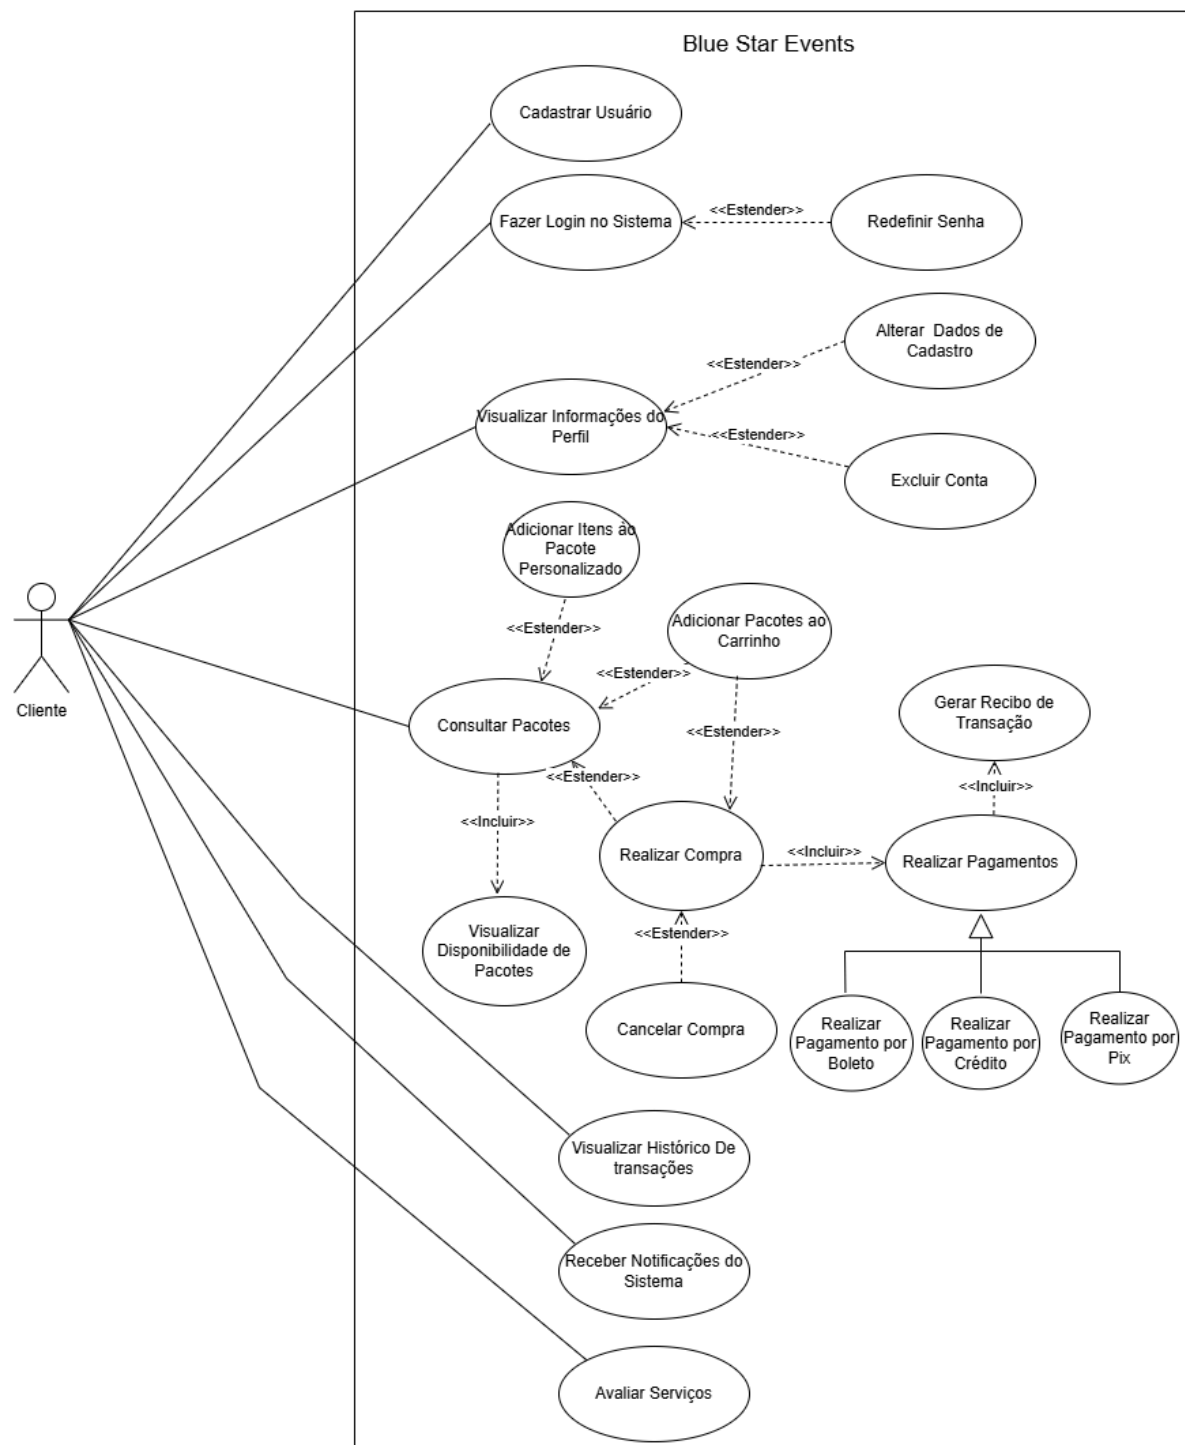 Blue Star Events
Cadastrar Usuário
Fazer Login no Sistema
<<Estender>>
Redefinir Senha
Alterar Dados de
Cadastro
<<Estender>>
Visualizar Informações do
Perfil
<<Estender>>
Excluir Conta
Adicionar Itens ào
Pacote
Personalizado
<<Estender>>
Adicionar Pacotes ao
Carrinho
<<Estender>>
Cliente
Consultar Pacotes
<<Estender>>
Gerar Recibo de
Transação
<<Estender>>
<<Incluir>>
<<Incluir>>
Realizar Compra
<<Incluir>>
Realizar Pagamentos
Visualizar
Disponibilidade de
Pacotes
<<Estender>>
Cancelar Compra
Realizar
Pagamento por
Boleto
Realizar
Pagamento por
Crédito
Realizar
Pagamento por
Pix
Visualizar Histórico De
transações
Receber Notificações do
Sistema
Avaliar Serviços